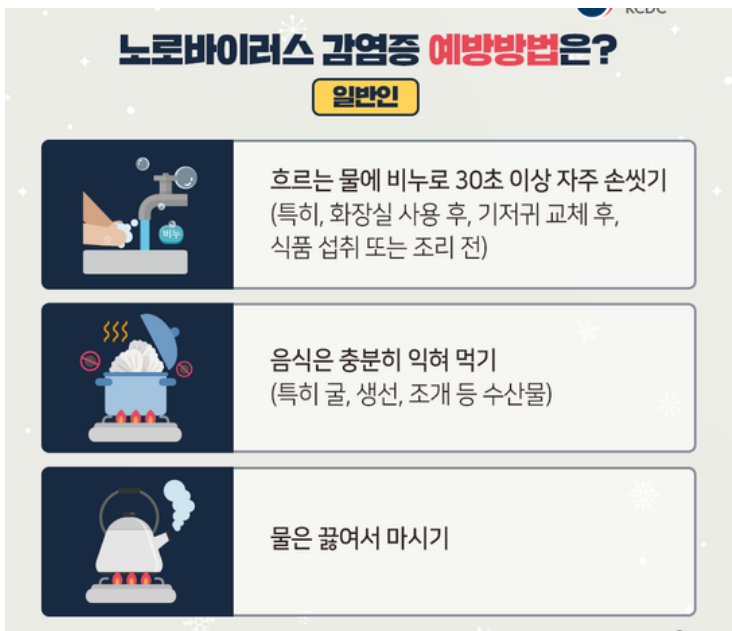 KCDC
노로바이러스 감염증 예방방법은?
일반인
비누
흐르는 물에 비누로 30초 이상 자주 손씻기
(특히, 화장실 사용 후, 기저귀 교체 후,
식품 섭취 또는 조리 전)
음식은 충분히 익혀 먹기
(특히 굴, 생선, 조개 등 수산물)
물은 끓여서 마시기